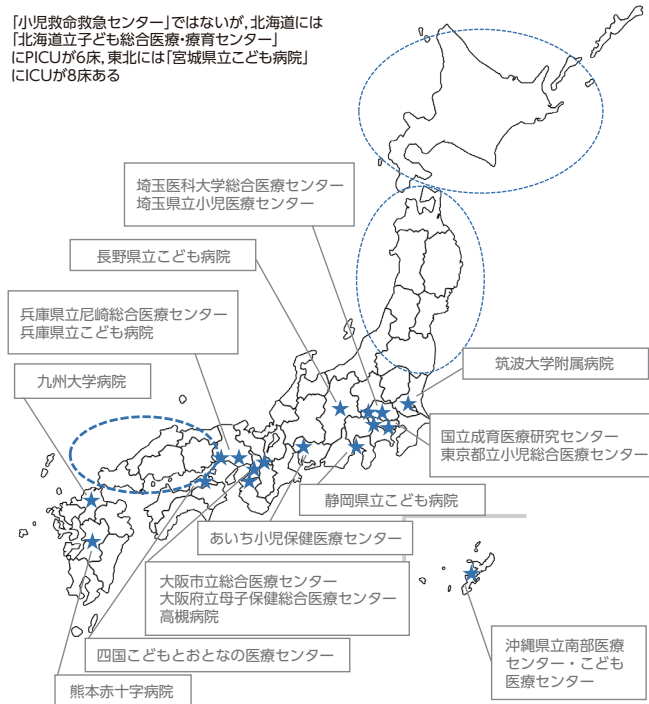 「小児救命救急センター」ではないが，北海道には
「北海道立子ども総合医療・療育センター」
にPICUが6床，東北には「宮城県立こども病院」
にICUが8床ある
埼玉医科大学総合医療センター
埼玉県立小児医療センター
長野県立こども病院
兵庫県立尼崎総合医療センター
兵庫県立こども病院
九州大学病院
筑波大学附属病院
国立成育医療研究センター
東京都立小児総合医療センター
静岡県立こども病院
あいち小児保健医療センター
大阪市立総合医療センター
大阪府立母子保健総合医療センター
高槻病院
四国こどもとおとなの医療センター
熊本赤十字病院
沖縄県立南部医療
センター・こども
医療センター